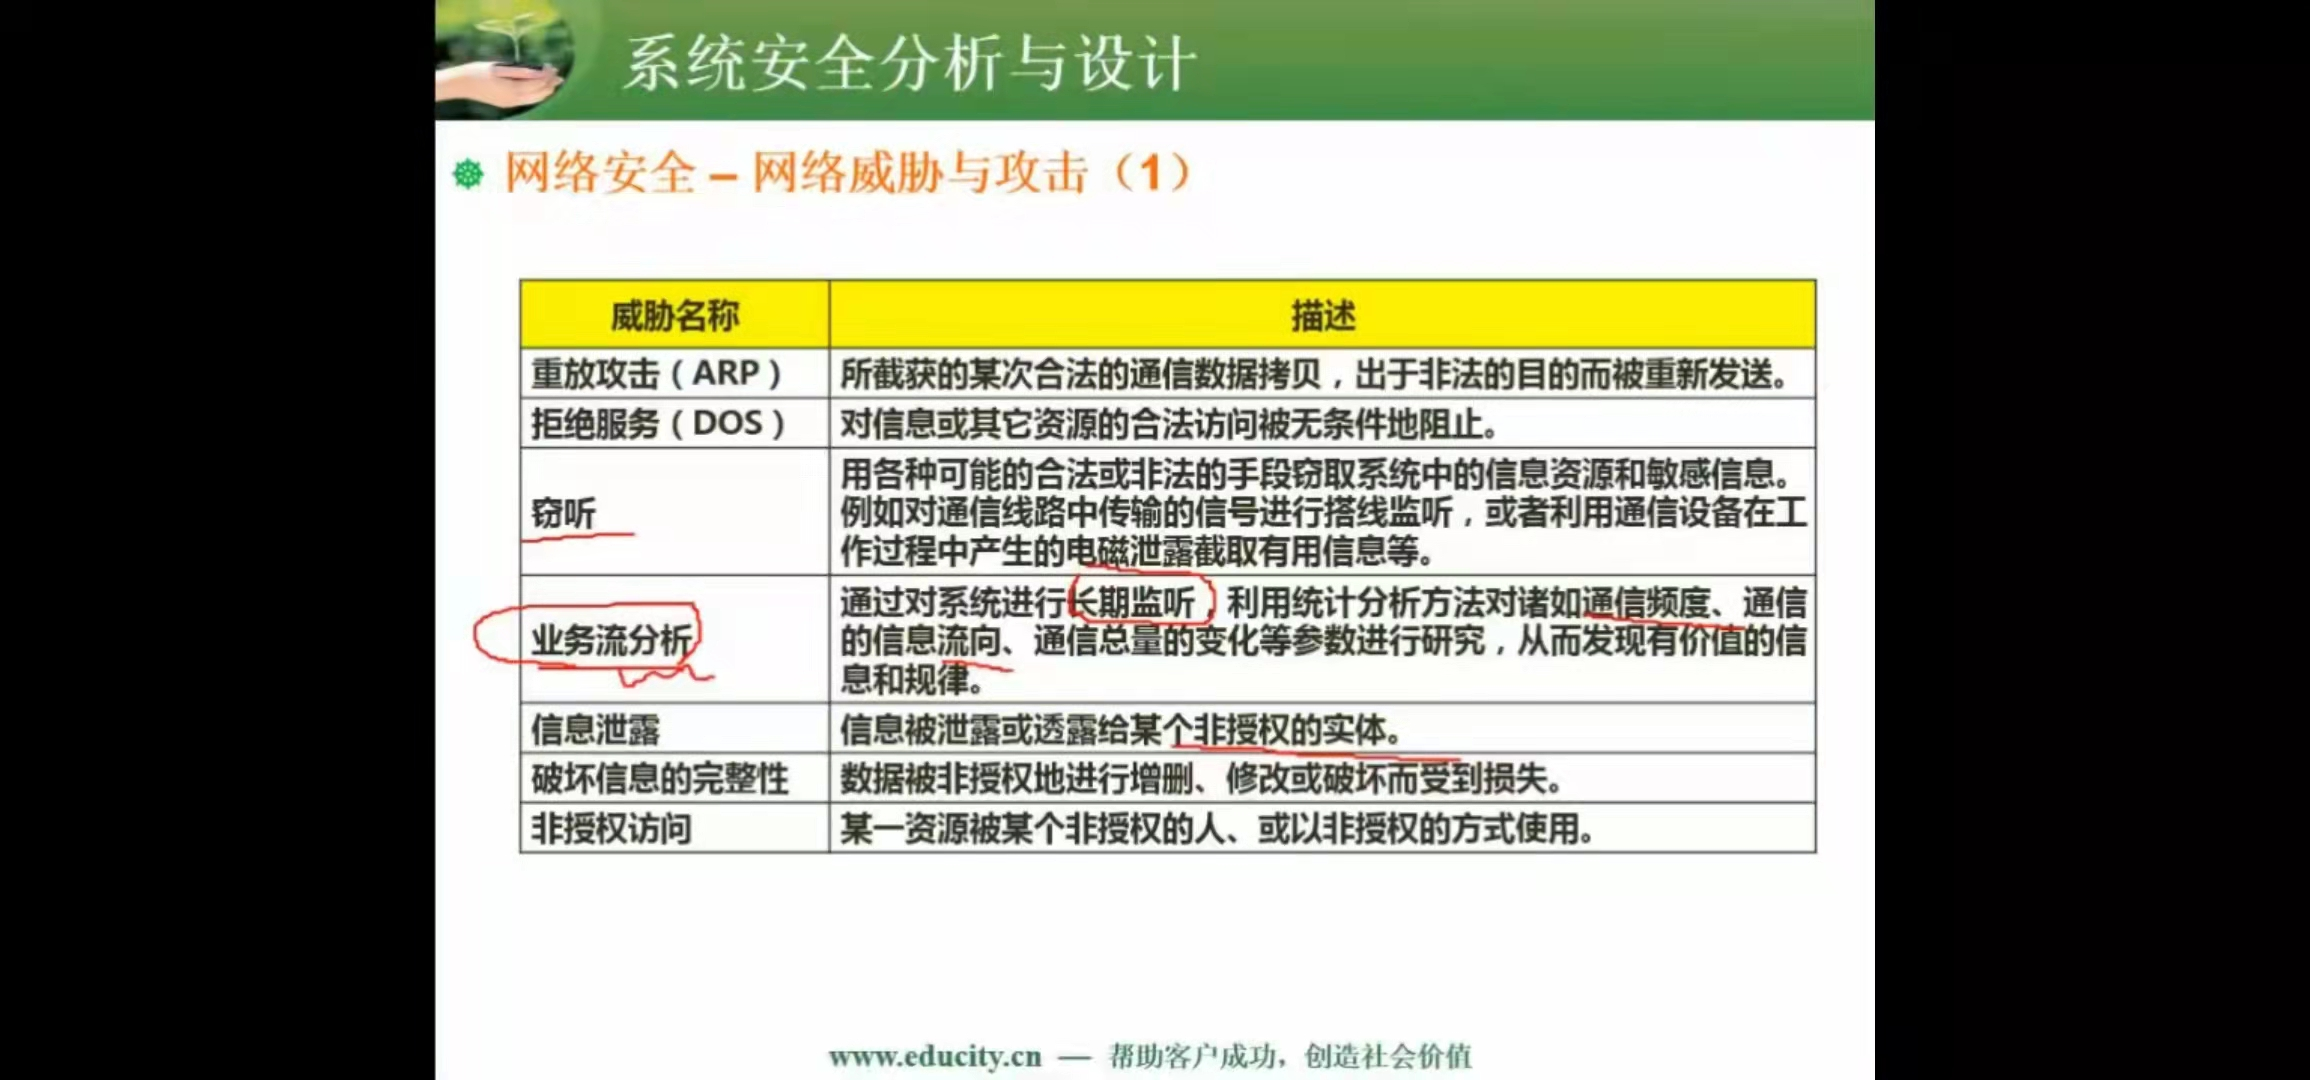 系统安全分析与设计
网络安全 – 网络威胁与攻击（1）
威胁名称 描述
重放攻击（ARP） 所截获的某次合法的通信数据拷贝，出于非法的目的而被重新发送。
拒绝服务（DOS） 对信息或其它资源的合法访问被无条件地阻止。
窃听
用各种可能的合法或非法的手段窃取系统中的信息资源和敏感信息。
例如对通信线路中传输的信号进行搭线监听，或者利用通信设备在工
作过程中产生的电磁泄露截取有用信息等。
业务流分析
通过对系统进行长期监听，利用统计分析方法对诸如通信频度、通信
的信息流向、通信总量的变化等参数进行研究，从而发现有价值的信
息和规律。
信息泄露 信息被泄露或透露给某个非授权的实体。
破坏信息的完整性 数据被非授权地进行增删、修改或破坏而受到损失。
非授权访问 某一资源被某个非授权的人、或以非授权的方式使用。
www.educity.cn — 帮助客户成功，创造社会价值